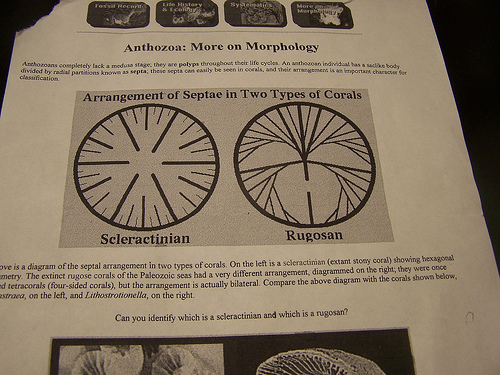 Fossil Record
Life History
& Ecology
Systematics
More on
Morphology
Anthozoa: More on Morphology
Anthozoans completely lack a medusa stage; they are polyps throughout their life cycles. An anthozoan individual has a saclike body
divided by radial partitions known as septa; these septa can easily be seen in corals, and their arrangement is an important character for
classification.
Arrangement of Septae in Two Types of Corals
Scleractinian
Rugosan
ove is a diagram of the septal arrangement in two types of corals. On the left is a scleractinian (extant stony coral) showing hexagonal
mmetry. The extinct rugose corals of the Paleozoic seas had a very different arrangement, diagrammed on the right; they were once
d tetracorals (four-sided corals), but the arrangement is actually bilateral. Compare the above diagram with the corals shown below,
astraea, on the left, and Lithostrotionella, on the right.
Can you identify which is a scleractinian and which is a rugosan?